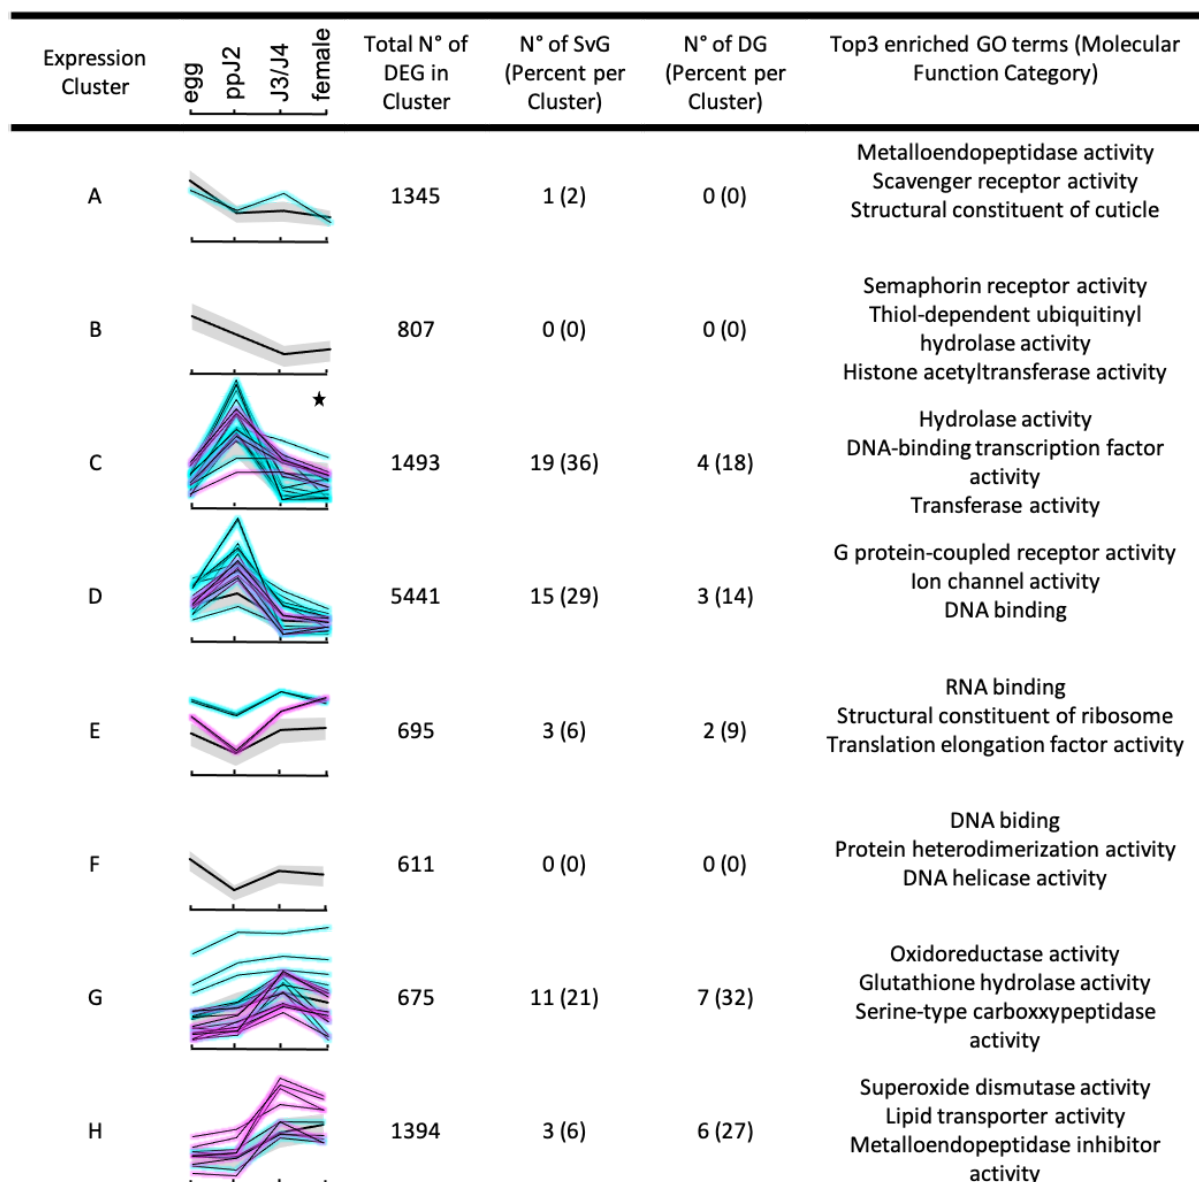 Expression Cluster
egg
ppJ2
J3/J4
female
Total N° of DEG in Cluster
N° of SvG (Percent per Cluster)
N° of DG (Percent per Cluster)
Top3 enriched GO terms (Molecular Function Category)
A
1345
1 (2)
0 (0)
Metalloendopeptidase activity
Scavenger receptor activity
Structural constituent of cuticle
B
807
0 (0)
0 (0)
Semaphorin receptor activity
Thiol-dependent ubiquitinyl
hydrolase activity
Histone acetyltransferase activity
C
1493
19 (36)
4 (18)
Hydrolase activity
DNA-binding transcription factor
activity
Transferase activity
D
5441
15 (29)
3 (14)
G protein-coupled receptor activity
Ion channel activity
DNA binding
E
695
3 (6)
2 (9)
RNA binding
Structural constituent of ribosome
Translation elongation factor activity
F
611
0 (0)
0 (0)
DNA biding
Protein heterodimerization activity
DNA helicase activity
G
675
11 (21)
7 (32)
Oxidoreductase activity
Glutathione hydrolase activity
Serine-type carboxxypeptidase
activity
H
1394
3 (6)
6 (27)
Superoxide dismutase activity
Lipid transporter activity
Metalloendopeptidase inhibitor
activity